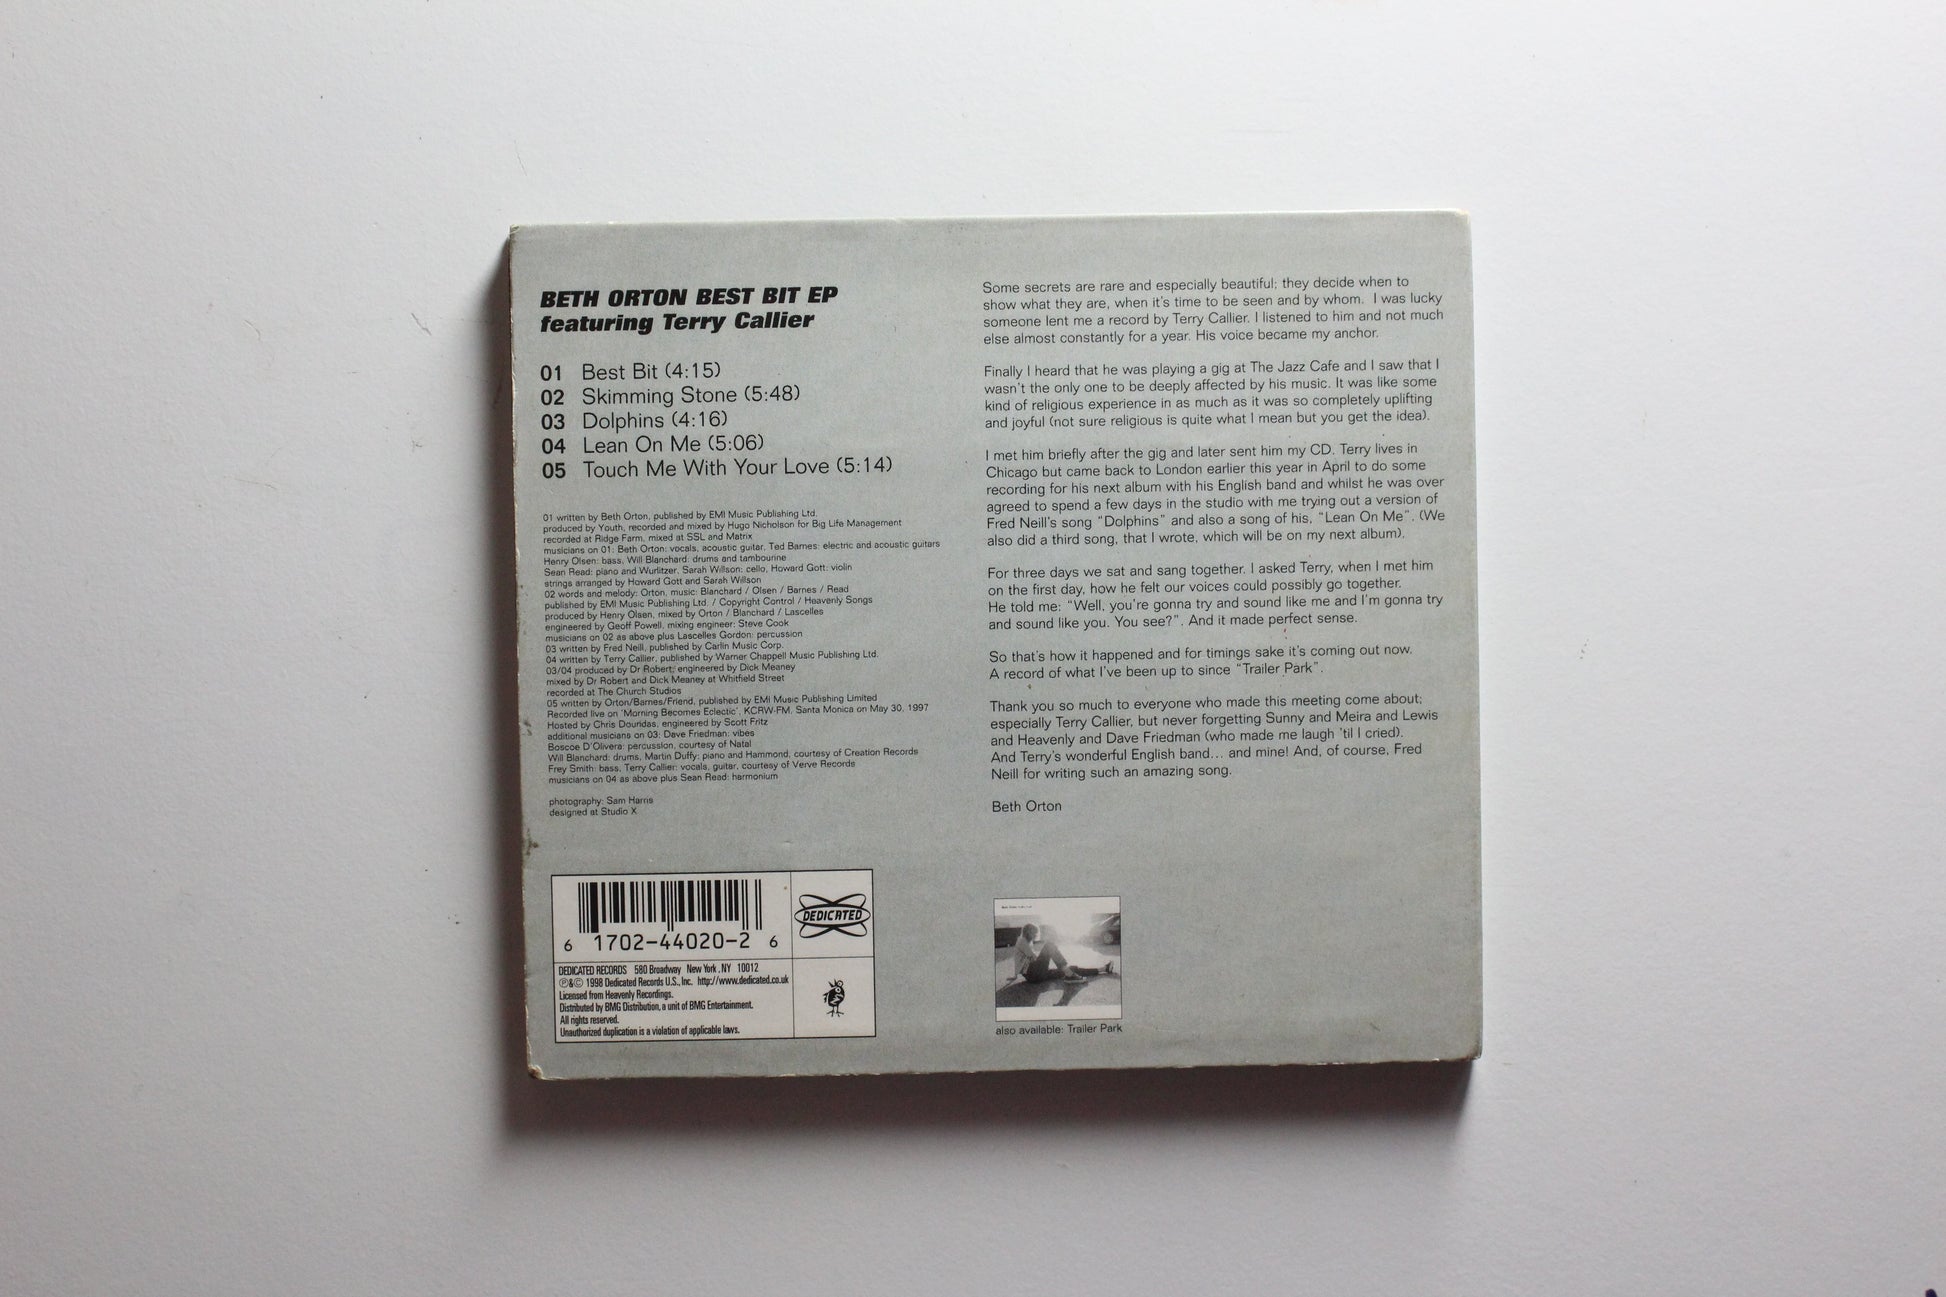 BETH ORTON BEST BIT EP
featuring Terry Callier
01 Best Bit (4:15)
02 Skimming Stone (5:48)
03 Dolphins (4:16)
04 Lean On Me (5:06)
05 Touch Me With Your Love (5:14)
01 written by Beth Orton, published by EMI Music Publishing Ltd.
produced by Youth, recorded and mixed by Hugo Nicholson for Big Life Management
recorded at Ridge Farm, mixed at SSL and Matrix
musicians on 01: Beth Orton: vocals, acoustic guitar, Ted Barnes: electric and acoustic guitars
Henry Olsen: bass, Will Blanchard: drums and tambourine
Sean Read: piano and Wurlitzer, Sarah Willson: cello, Howard Gott: violin
strings arranged by Howard Gott and Sarah Willson
02 words and melody: Orton, music: Blanchard / Olsen / Barnes / Read
published by EMI Music Publishing Ltd. / Copyright Control / Heavenly Songs
produced by Henry Olsen, mixed by Orton / Blanchard / Lascelles
engineered by Geoff Powell, mixing engineer: Steve Cook
musicians on 02 as above plus Lascelles Gordon: percussion
03 written by Fred Neill, published by Carlin Music Corp.
04 written by Terry Callier, published by Warner Chappell Music Publishing Ltd.
03/04 produced by Dr Robert, engineered by Dick Meaney
mixed by Dr Robert and Dick Meaney at Whitfield Street
recorded at The Church Studios
05 written by Orton/Barnes/Friend, published by EMI Music Publishing Limited
Recorded live on 'Morning Becomes Eclectic', KCRW-FM, Santa Monica on May 30, 1997
Hosted by Chris Douridas, engineered by Scott Fritz
additional musicians on 03: Dave Friedman: vibes
Boscoe D'Olivera: percussion, courtesy of Natal
Will Blanchard: drums, Martin Duffy: piano and Hammond, courtesy of Creation Records
Frey Smith: bass, Terry Callier: vocals, guitar, courtesy of Verve Records
musicians on 04 as above plus Sean Read: harmonium
photography: Sam Harris
designed at Studio X
6 1702-44020-2 6
DEDICATED
DEDICATED RECORDS 580 Broadway New York, NY 10012
℗&© 1998 Dedicated Records U.S., Inc. http://www.dedicated.co.uk
Licensed from Heavenly Recordings.
Distributed by BMG Distribution, a unit of BMG Entertainment.
All rights reserved.
Unauthorized duplication is a violation of applicable laws.
Some secrets are rare and especially beautiful; they decide when to
show what they are, when it's time to be seen and by whom. I was lucky
someone lent me a record by Terry Callier. I listened to him and not much
else almost constantly for a year. His voice became my anchor.
Finally I heard that he was playing a gig at The Jazz Cafe and I saw that I
wasn't the only one to be deeply affected by his music. It was like some
kind of religious experience in as much as it was so completely uplifting
and joyful (not sure religious is quite what I mean but you get the idea).
I met him briefly after the gig and later sent him my CD. Terry lives in
Chicago but came back to London earlier this year in April to do some
recording for his next album with his English band and whilst he was over
agreed to spend a few days in the studio with me trying out a version of
Fred Neill's song "Dolphins" and also a song of his, "Lean On Me". (We
also did a third song, that I wrote, which will be on my next album).
For three days we sat and sang together. I asked Terry, when I met him
on the first day, how he felt our voices could possibly go together.
He told me: "Well, you're gonna try and sound like me and I'm gonna try
and sound like you. You see?". And it made perfect sense.
So that's how it happened and for timings sake it's coming out now.
A record of what I've been up to since "Trailer Park".
Thank you so much to everyone who made this meeting come about;
especially Terry Callier, but never forgetting Sunny and Meira and Lewis
and Heavenly and Dave Friedman (who made me laugh 'til I cried).
And Terry's wonderful English band... and mine! And, of course, Fred
Neill for writing such an amazing song.
Beth Orton
also available: Trailer Park